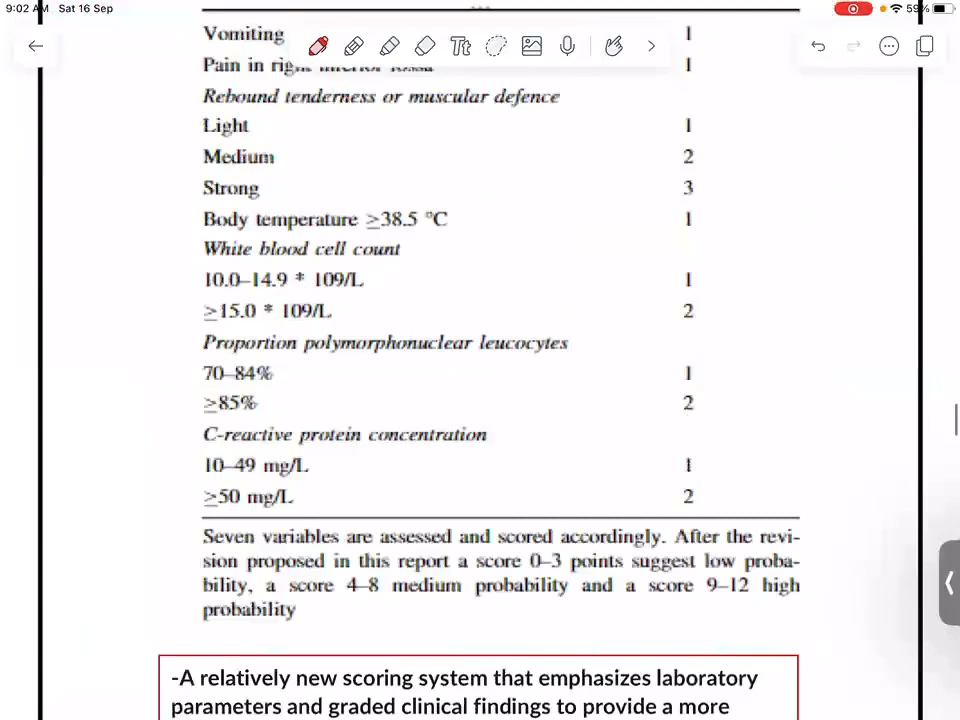 9:02 AM Sat 16 Sep
59%
Vomiting 1
Tt
Pain in
Rebound tenderness or muscular defence
Light 1
Medium 2
Strong 3
Body temperature ≥38.5 °C 1
White blood cell count
10.0–14.9 * 109/L 1
≥15.0 * 109/L 2
Proportion polymorphonuclear leucocytes
70–84% 1
≥85% 2
C-reactive protein concentration
10–49 mg/L 1
≥50 mg/L 2
Seven variables are assessed and scored accordingly. After the revi-
sion proposed in this report a score 0–3 points suggest low proba-
bility, a score 4–8 medium probability and a score 9–12 high
probability
-A relatively new scoring system that emphasizes laboratory
parameters and graded clinical findings to provide a more